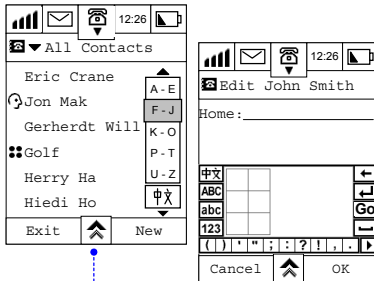 12:26
All Contacts
Eric Crane
Jon Mak
Gerherdt Will
Golf
Herry Ha
Hiedi Ho
A-E
F-J
K-O
P-T
U-Z
中文
Exit
New
12:26
Edit John Smith
Home:
中文
ABC
abc
123
Go
( ) ' " ; : ? ! , .
Cancel
OK